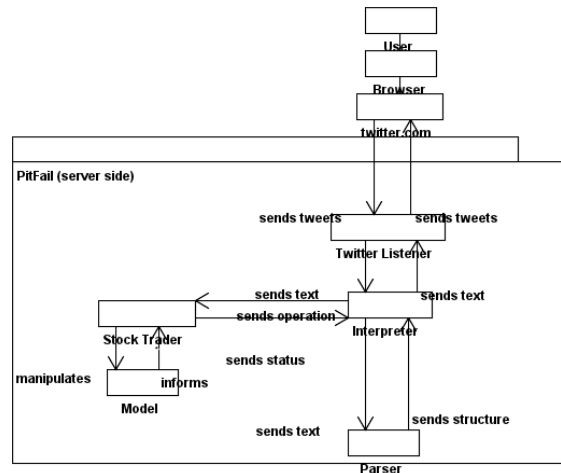 User
Browser
twitter.com
PitFail (server side)
sends tweets
sends tweets
Twitter Listener
sends text
sends text
sends operation
Stock Trader
Interpreter
sends status
manipulates
informs
Model
sends structure
sends text
Parser